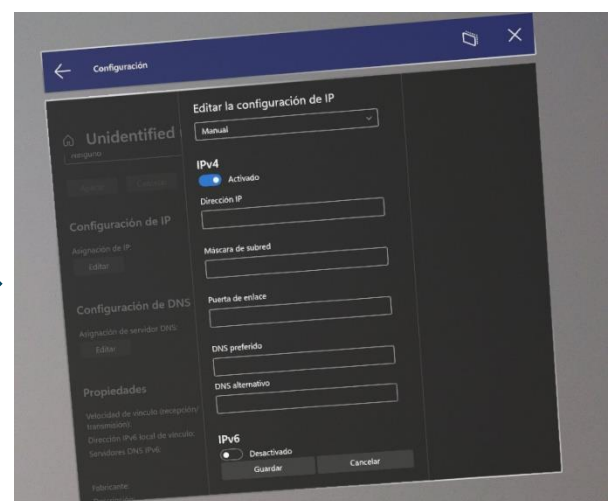 Configuración
Editar la configuración de IP
Manual
Unidentified
ninguno
IPv4
Activado
Dirección IP
Configuración de IP
Asignación de IP
Editar
Máscara de subred
Configuración de DNS
Asignación de servidor DNS:
Editar
Puerta de enlace
DNS preferido
DNS alternativo
Propiedades
Velocidad de vínculo (recepción/
transmisión):
Dirección IPv6 local de vínculo:
Servidores DNS IPv6:
Fabricante:
IPv6
Desactivado
Guardar
Cancelar